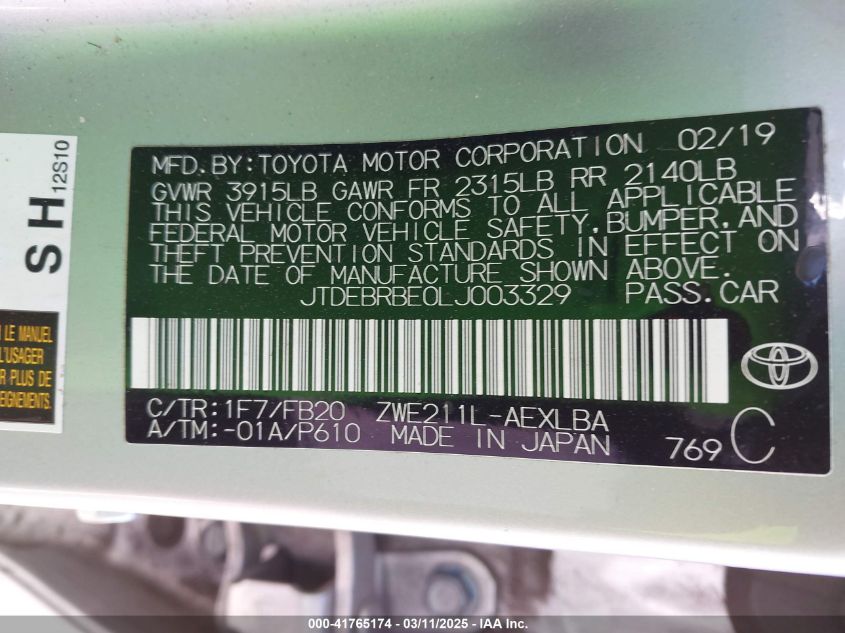 MFD.BY:TOYOTA MOTOR CORPORATION 02/19
GVWR 3915LB GAWR FR 2315LB RR 2140LB
THIS VEHICLE CONFORMS TO ALL APPLICABLE
FEDERAL MOTOR VEHICLE SAFETY,BUMPER,AND
THEFT PREVENTION STANDARDS IN EFFECT ON
THE DATE OF MANUFACTURE SHOWN ABOVE.
JTDEBRBE0LJ003329 PASS.CAR
C/TR:1F7/FB20 ZWE211L-AEXLBA
A/TM:-01A/P610 MADE IN JAPAN
769 C
SH
12S10
LE MANUEL
L'USAGER
PLUS DE
000-41765174 - 03/11/2025 - IAA Inc.